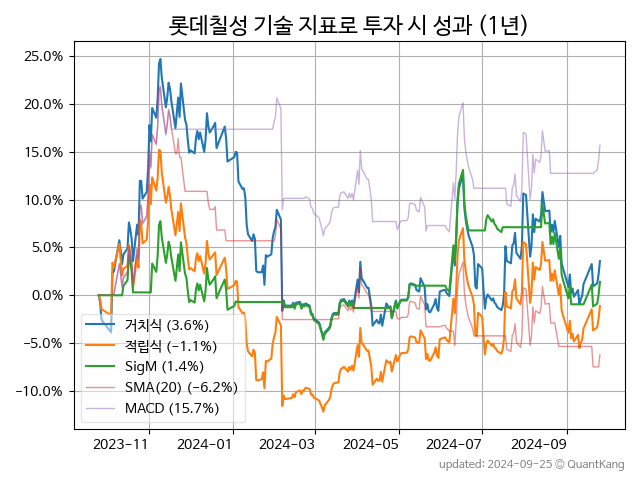 롯데칠성 기술 지표로 투자 시 성과 (1년)
25.0%
20.0%
15.0%
10.0%
5.0%
0.0%
−5.0%
−10.0%
거치식 (3.6%)
적립식 (−1.1%)
SigM (1.4%)
SMA(20) (−6.2%)
MACD (15.7%)
2023−11 2024−01 2024−03 2024−05 2024−07 2024−09
updated: 2024-09-25 © QuantKang